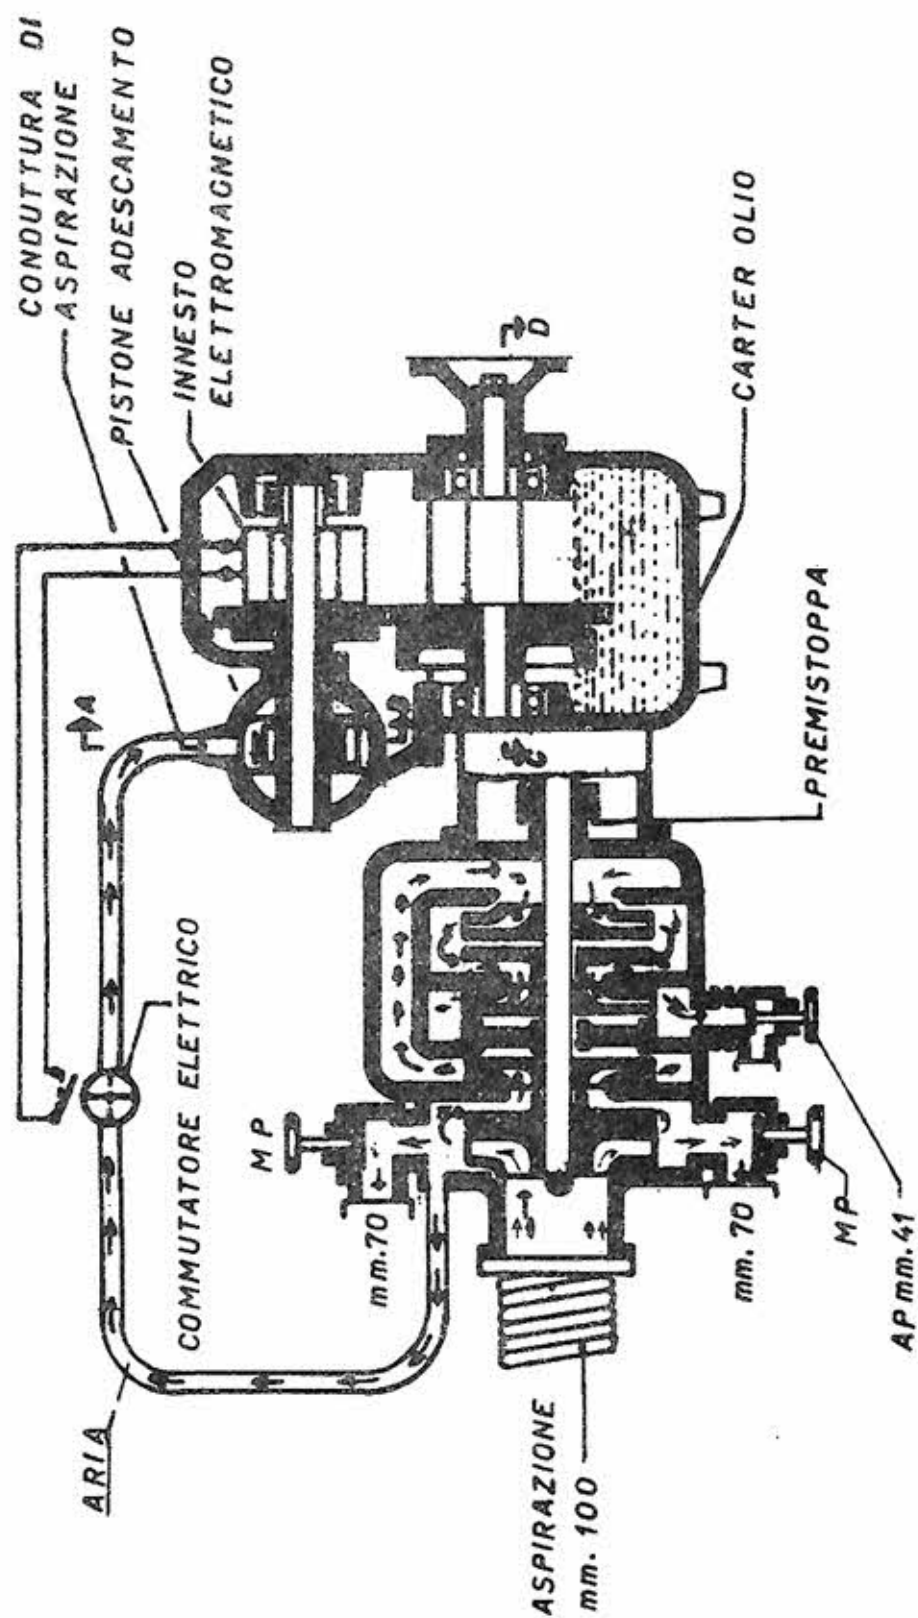 CONDUTTURA DI
ASPIRAZIONE
PISTONE ADESCAMENTO
INNESTO
ELETTROMAGNETICO
A
D
CARTER OLIO
PREMISTOPPA
COMMUTATORE ELETTRICO
MP
mm.70
mm.70
MP
AP mm.41
ARIA
ASPIRAZIONE
mm. 100